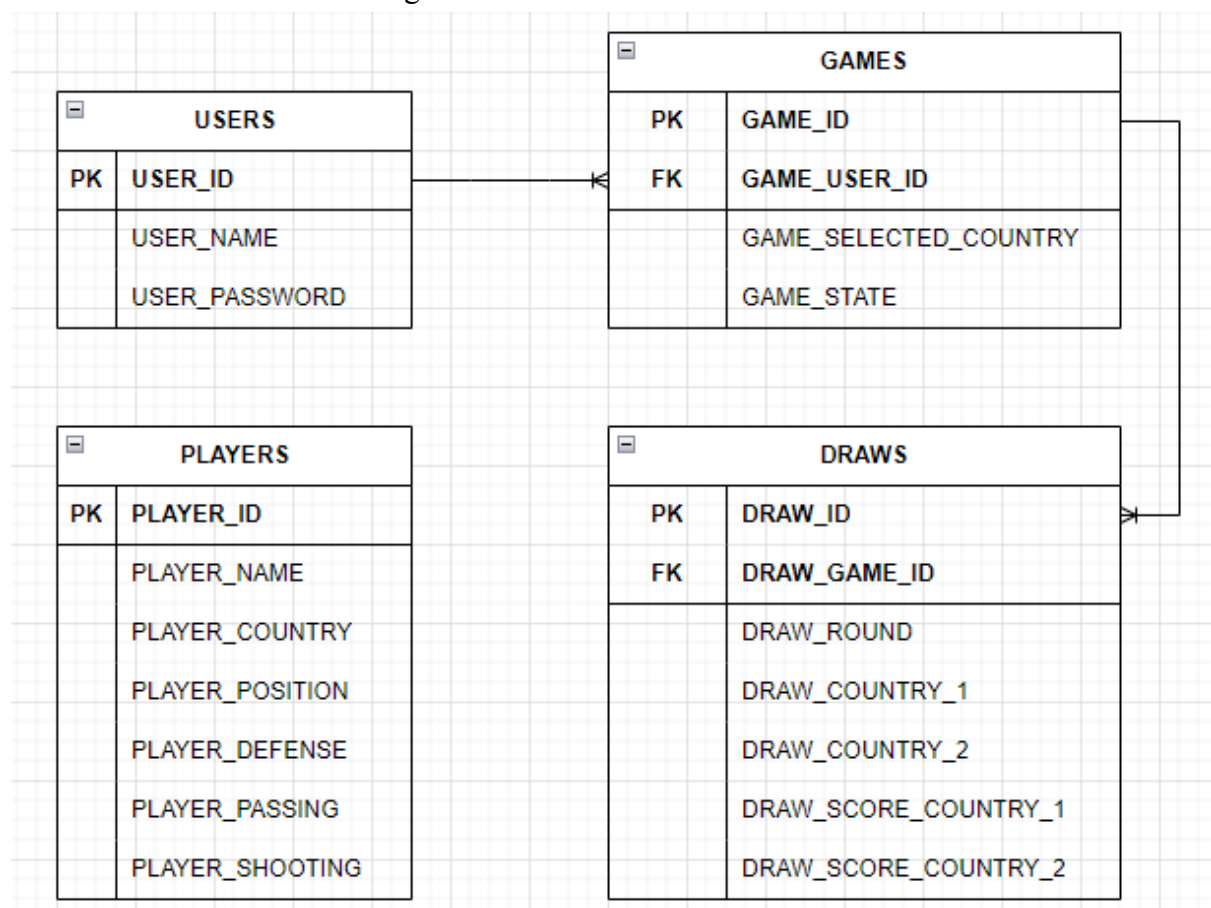 USERS
PK USER_ID
USER_NAME
USER_PASSWORD
GAMES
PK GAME_ID
FK GAME_USER_ID
GAME_SELECTED_COUNTRY
GAME_STATE
PLAYERS
PK PLAYER_ID
PLAYER_NAME
PLAYER_COUNTRY
PLAYER_POSITION
PLAYER_DEFENSE
PLAYER_PASSING
PLAYER_SHOOTING
DRAWS
PK DRAW_ID
FK DRAW_GAME_ID
DRAW_ROUND
DRAW_COUNTRY_1
DRAW_COUNTRY_2
DRAW_SCORE_COUNTRY_1
DRAW_SCORE_COUNTRY_2